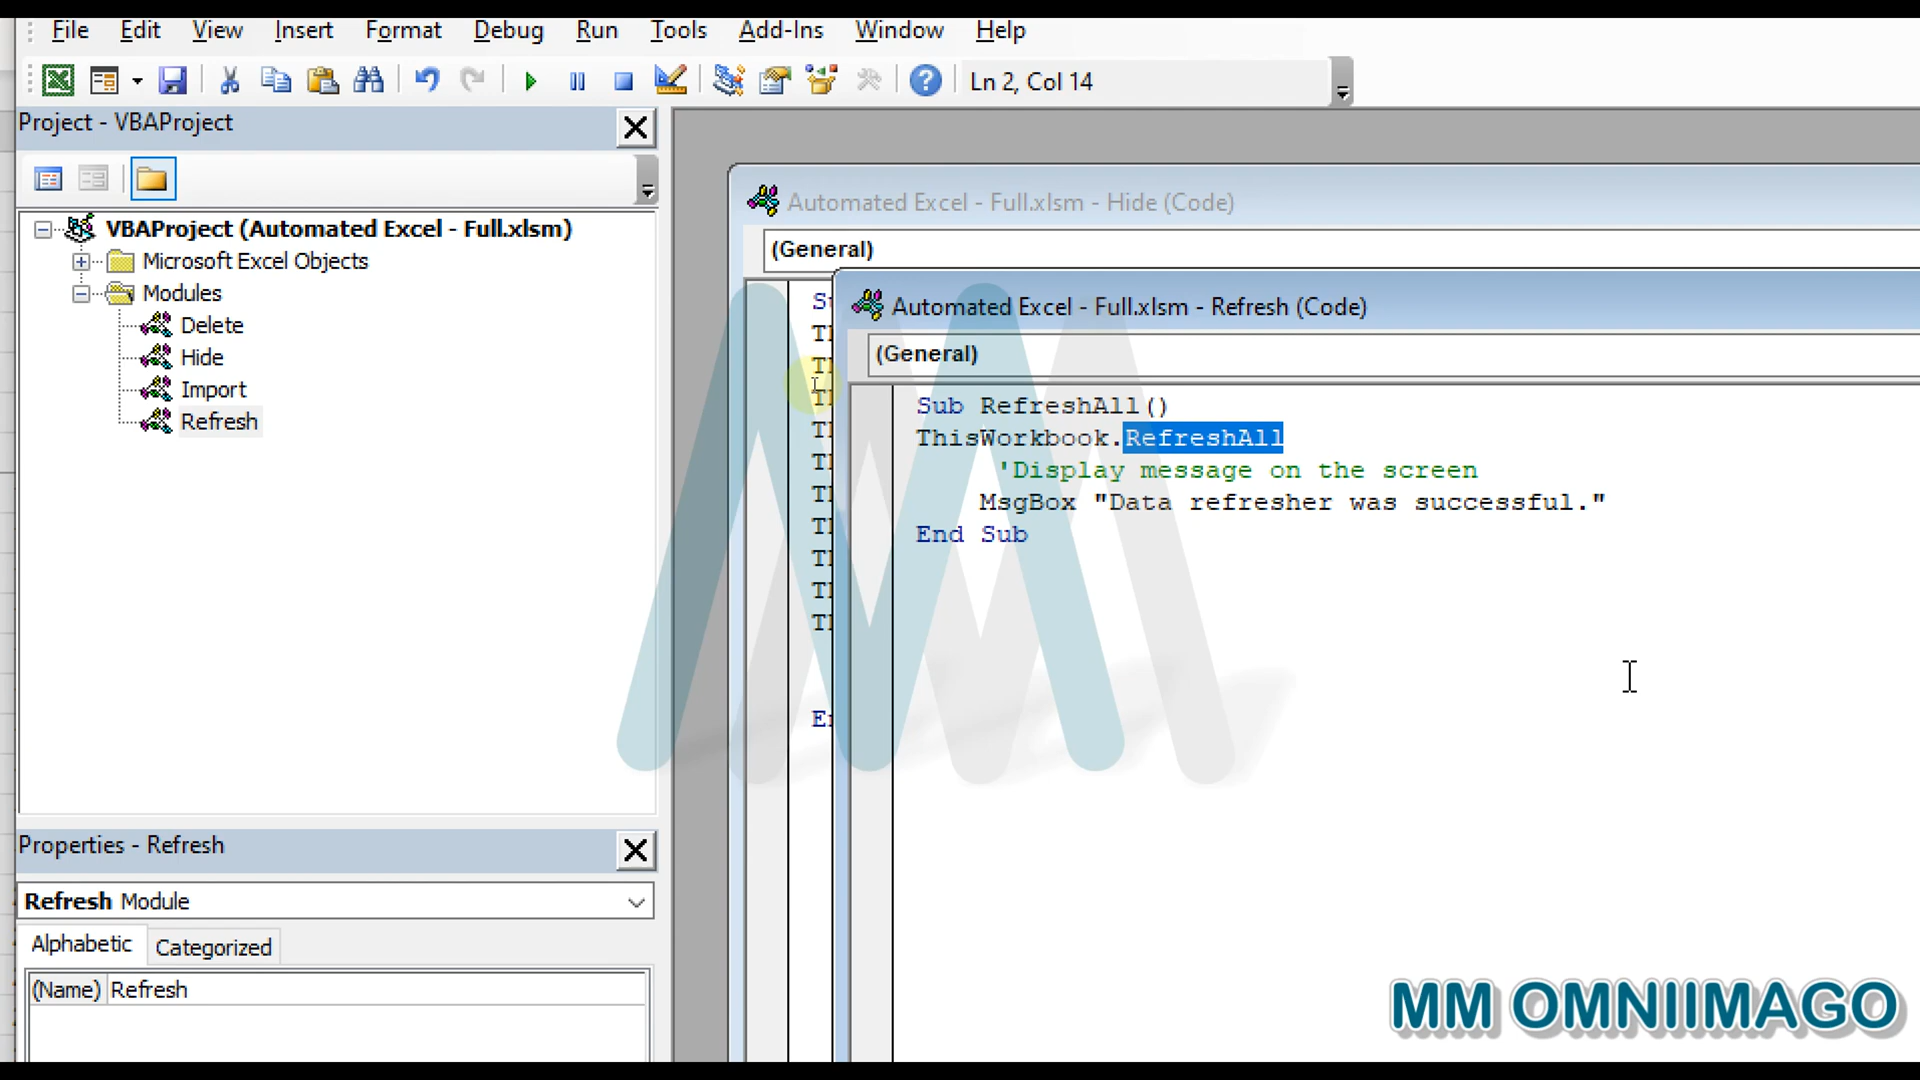 File Edit View Insert Format Debug Run Tools Add-Ins Window Help
Ln 2, Col 14
Project - VBAProject
VBAProject (Automated Excel - Full.xlsm)
Microsoft Excel Objects
Modules
Delete
Hide
Import
Refresh
Properties - Refresh
Refresh Module
Alphabetic Categorized
(Name) Refresh
Automated Excel - Full.xlsm - Hide (Code)
(General)
Automated Excel - Full.xlsm - Refresh (Code)
(General)
Sub RefreshAll()
ThisWorkbook.RefreshAll
'Display message on the screen
MsgBox "Data refresher was successful."
End Sub
MM OMNIIMAGO